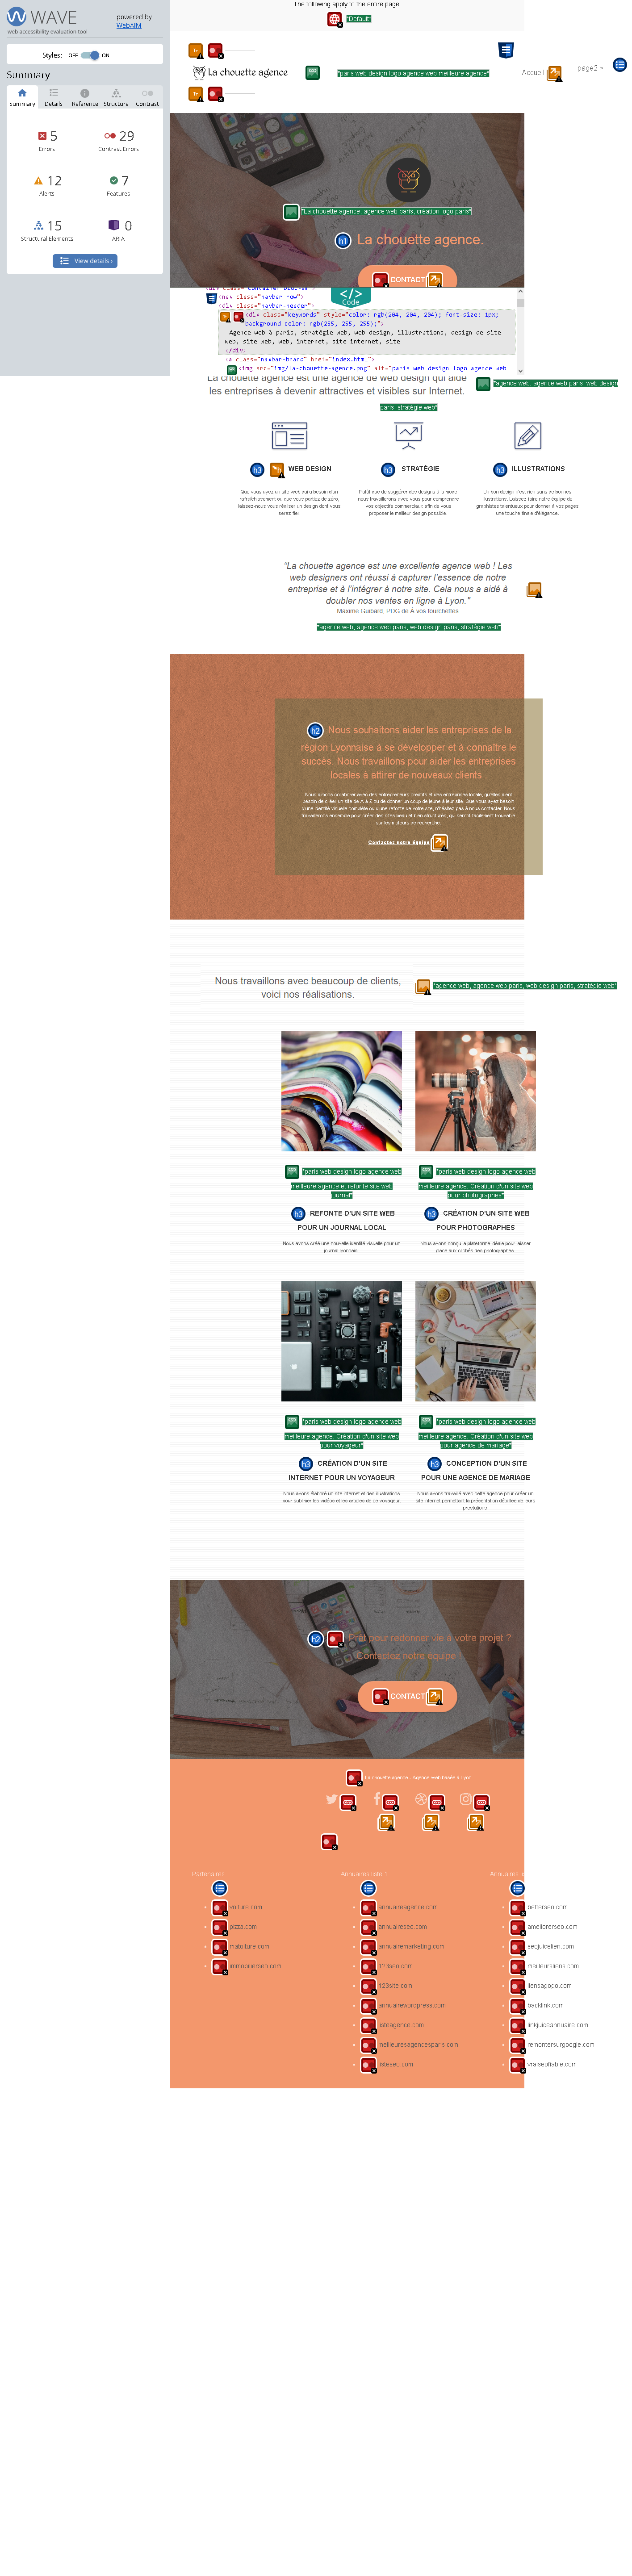 WAVE
powered by
WebAIM
web accessibility evaluation tool
Styles: OFF ON
Summary
Summary Details Reference Structure Contrast
5
Errors
29
Contrast Errors
12
Alerts
7
Features
15
Structural Elements
0
ARIA
View details ›
The following apply to the entire page:
*Default*
La chouette agence
*paris web design logo agence web meilleure agence*
Accueil
page2 >
*La chouette agence, agence web paris, création logo paris*
h1 La chouette agence.
CONTACT
</>
Code
<nav class="navbar row">
<div class="navbar-header">
<div class="keywords" style="color: rgb(204, 204, 204); font-size: 1px;
background-color: rgb(255, 255, 255);">
Agence web à paris, stratégie web, web design, illustrations, design de site
web, site web, web, internet, site internet, site
</div>
<a class="navbar-brand" href="index.html">
<img src="img/la-chouette-agence.png" alt="paris web design logo agence web
La chouette agence est une agence de web design qui aide
les entreprises à devenir attractives et visibles sur Internet.
*agence web, agence web paris, web design
paris, stratégie web*
h3 WEB DESIGN
Que vous ayez un site web qui a besoin d'un
rafraîchissement ou que vous partiez de zéro,
laissez-nous vous réaliser un design dont vous
serez fier.
h3 STRATÉGIE
Plutôt que de suggérer des designs à la mode,
nous travaillerons avec vous pour comprendre
vos objectifs commerciaux afin de vous
proposer le meilleur design possible.
h3 ILLUSTRATIONS
Un bon design n'est rien sans de bonnes
illustrations. Laissez faire notre équipe de
graphistes talentueux pour donner à vos pages
une touche finale d'élégance.
“La chouette agence est une excellente agence web ! Les
web designers ont réussi à capturer l'essence de notre
entreprise et à l'intégrer à notre site. Cela nous a aidé à
doubler nos ventes en ligne à Lyon.”
Maxime Guibard, PDG de À vos fourchettes
*agence web, agence web paris, web design paris, stratégie web*
h2 Nous souhaitons aider les entreprises de la
région Lyonnaise à se développer et à connaître le
succès. Nous travaillons pour aider les entreprises
locales à attirer de nouveaux clients .
Nous aimons collaborer avec des entrepreneurs créatifs et des entreprises locale, qu'elles aient
besoin de créer un site de A à Z ou de donner un coup de jeune à leur site. Que vous ayez besoin
d'une identité visuelle complète ou d'une refonte de votre site, n'hésitez pas à nous contacter. Nous
travaillerons ensemble pour créer des sites beau et bien structurés, qui seront facilement trouvable
sur les moteurs de recherche.
Contactez notre équipe
Nous travaillons avec beaucoup de clients,
voici nos réalisations.
*agence web, agence web paris, web design paris, stratégie web*
*paris web design logo agence web
meilleure agence et refonte site web
journal*
h3 REFONTE D'UN SITE WEB
POUR UN JOURNAL LOCAL
Nous avons créé une nouvelle identité visuelle pour un
journal lyonnais.
*paris web design logo agence web
meilleure agence, Création d'un site web
pour photographes*
h3 CRÉATION D'UN SITE WEB
POUR PHOTOGRAPHES
Nous avons conçu la plateforme idéale pour laisser
place aux clichés des photographes.
*paris web design logo agence web
meilleure agence, Création d'un site web
pour voyageur*
h3 CRÉATION D'UN SITE
INTERNET POUR UN VOYAGEUR
Nous avons élaboré un site internet et des illustrations
pour sublimer les vidéos et les articles de ce voyageur.
*paris web design logo agence web
meilleure agence, Création d'un site web
pour agence de mariage*
h3 CONCEPTION D'UN SITE
POUR UNE AGENCE DE MARIAGE
Nous avons travaillé avec cette agence pour créer un
site internet permettant la présentation détaillée de leurs
prestations.
h2 Prêt pour redonner vie à votre projet ?
Contactez notre équipe !
CONTACT
La chouette agence - Agence web basée à Lyon
Partenaires
voiture.com
pizza.com
matoiture.com
immobilierseo.com
Annuaires site 1
annuaireagence.com
annuaireseo.com
annuairemarketing.com
123seo.com
123site.com
annuairewordpress.com
listeagence.com
meilleuresagencesparis.com
listeseo.com
Annuaires
betterseo.com
ameliorerseo.com
seojuicelien.com
meilleursliens.com
liensagogo.com
backlink.com
linkjuiceannuaire.com
remontersurgoogle.com
vraiseofiable.com